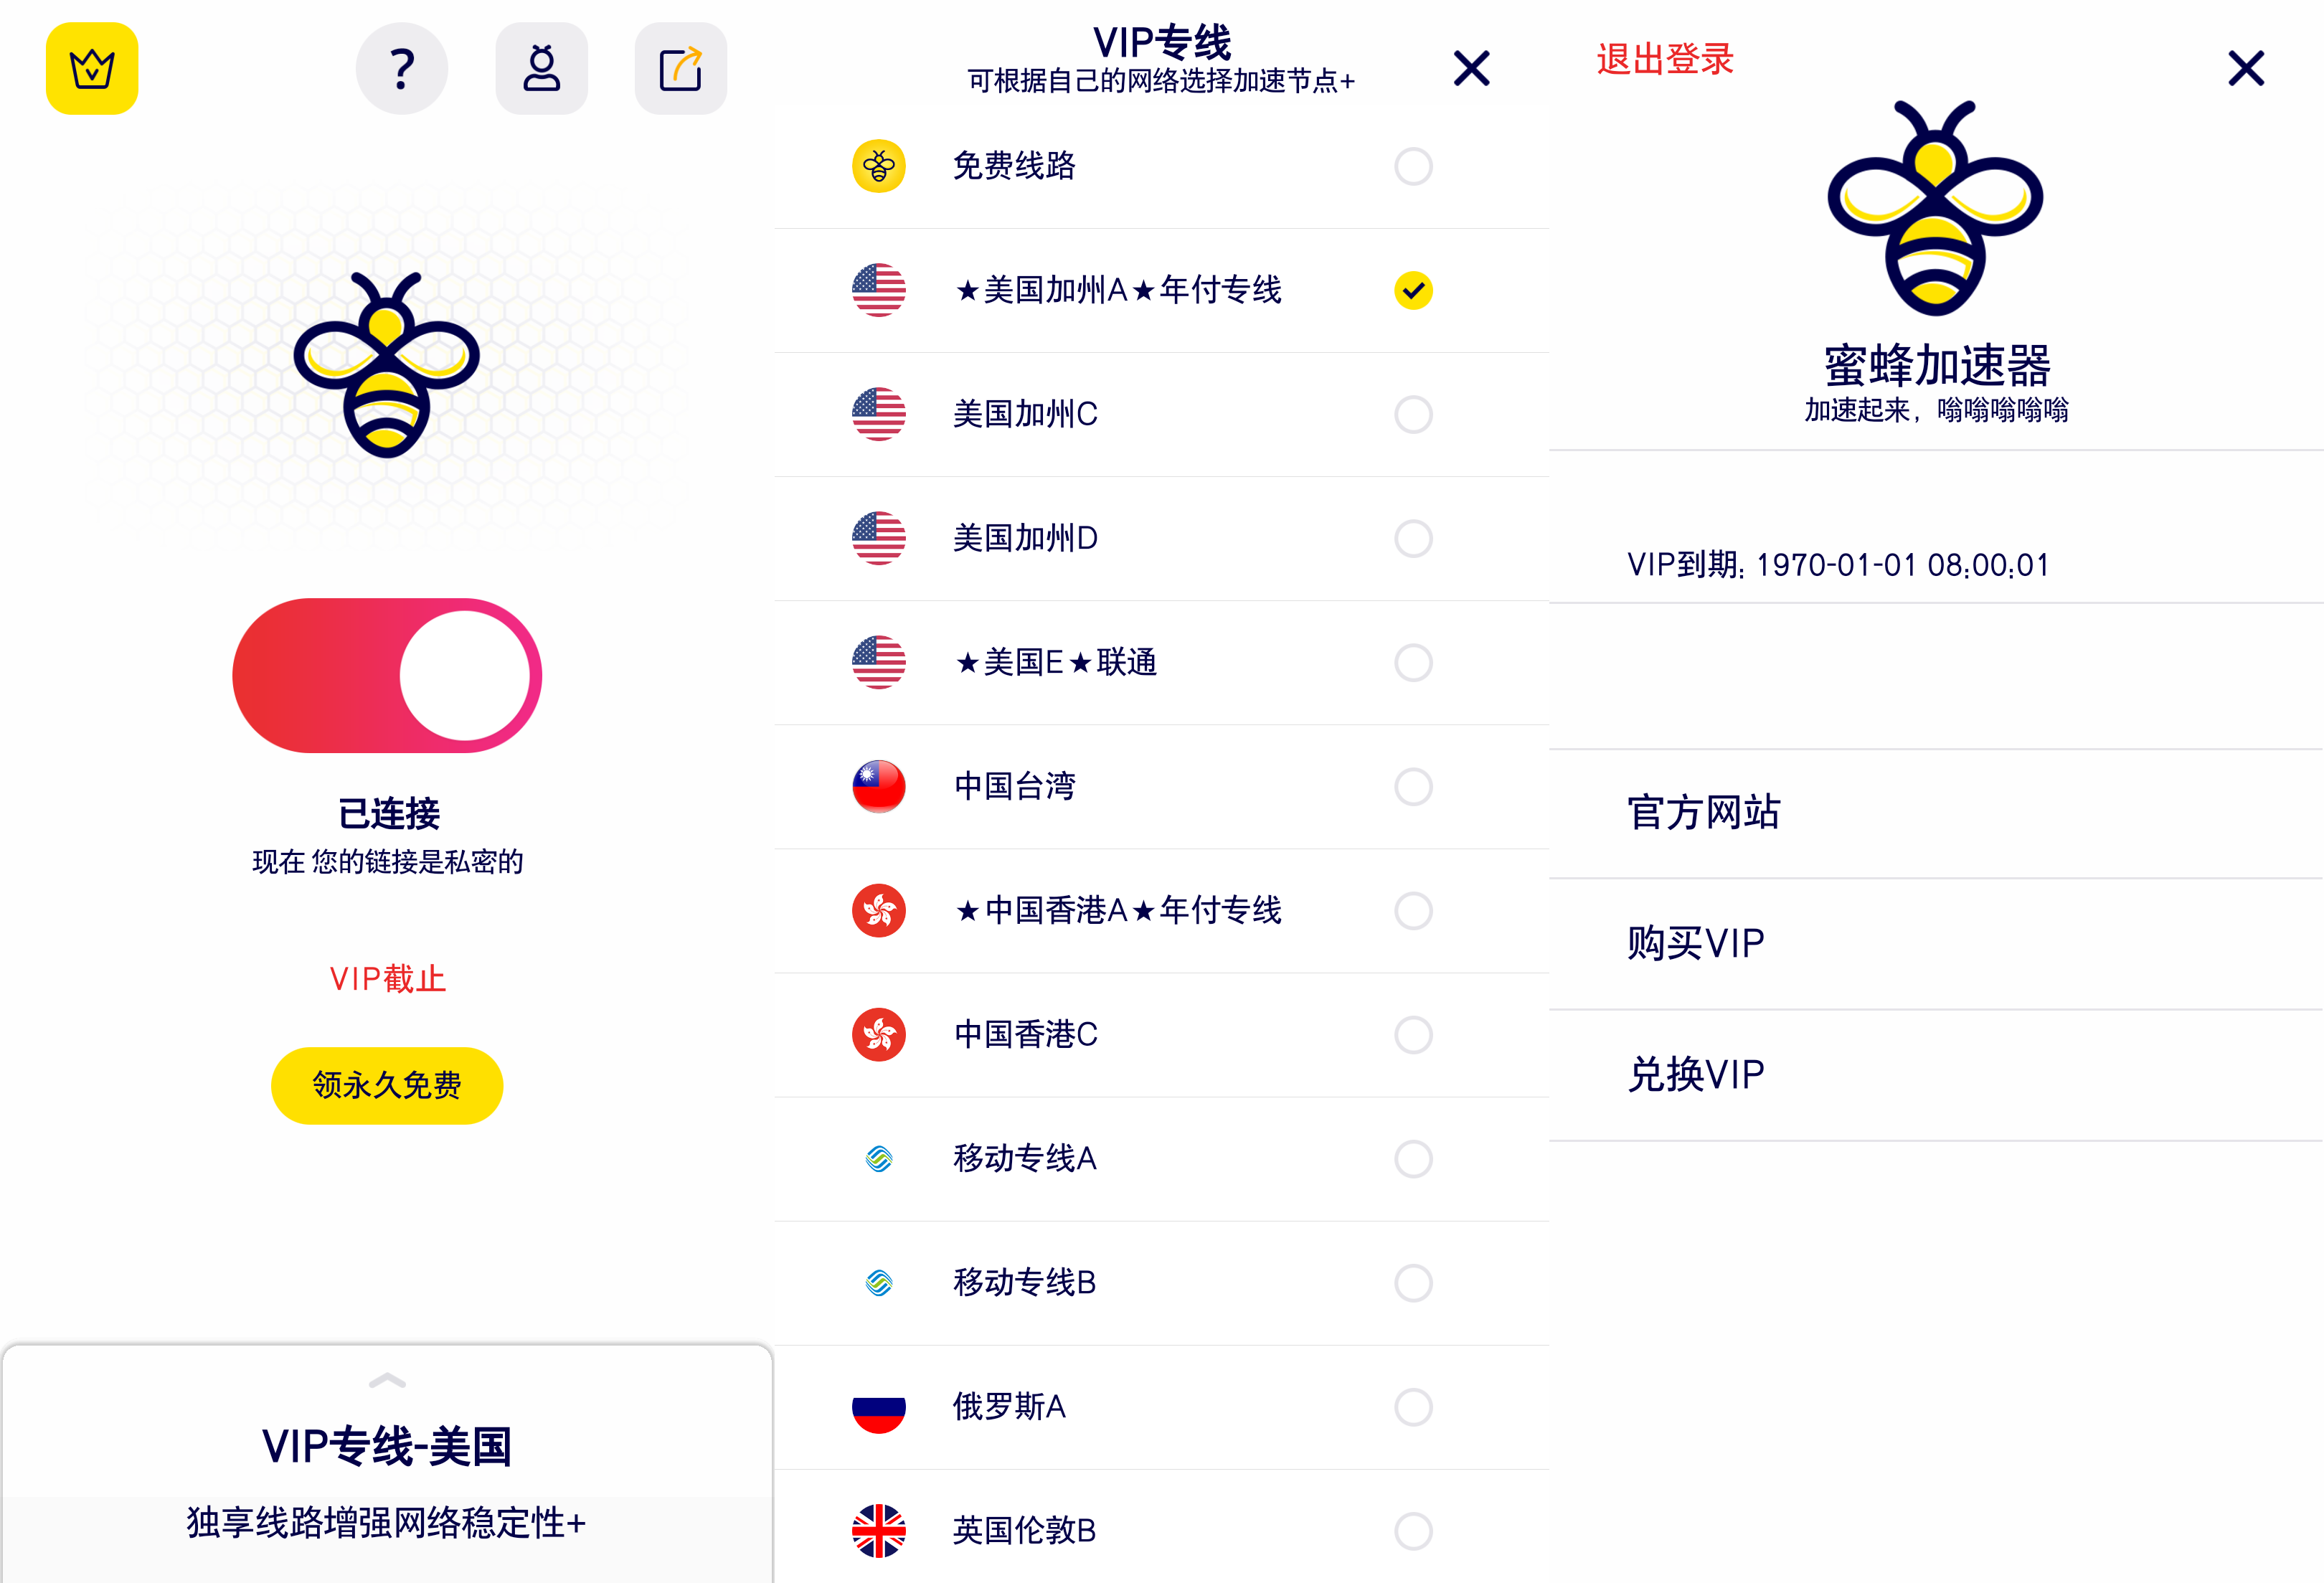 ?
已连接
现在 您的链接是私密的
VIP截止
领永久免费
VIP专线-美国
独享线路增强网络稳定性+
VIP专线
可根据自己的网络选择加速节点+
免费线路
★美国加州A★年付专线
美国加州C
美国加州D
★美国E★联通
中国台湾
★中国香港A★年付专线
中国香港C
移动专线A
移动专线B
俄罗斯A
英国伦敦B
退出登录
蜜蜂加速器
加速起来，嗡嗡嗡嗡嗡
VIP到期: 1970-01-01 08:00:01
官方网站
购买VIP
兑换VIP